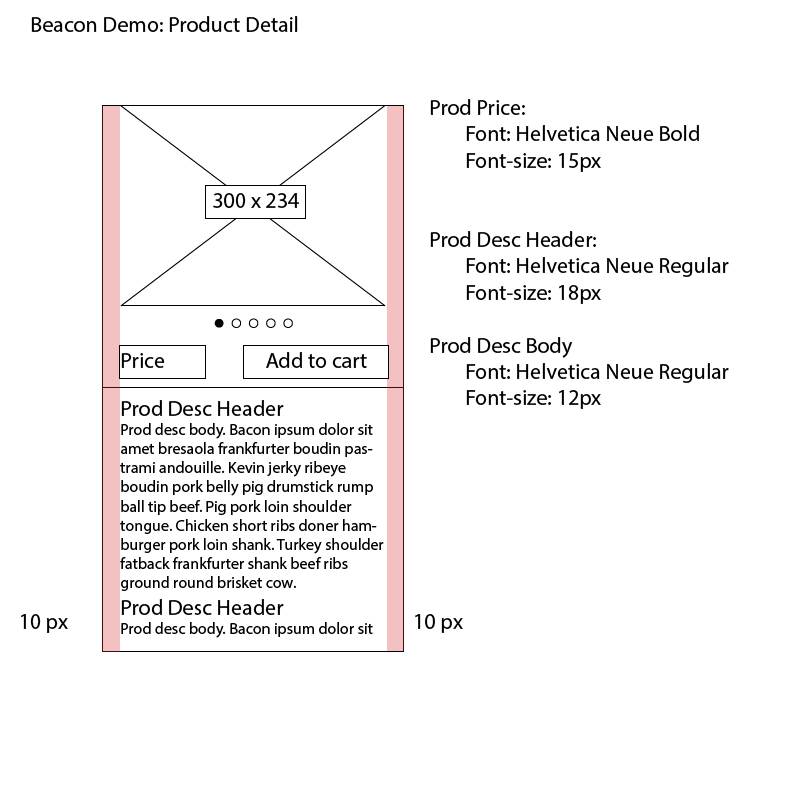 Beacon Demo: Product Detail
300 x 234
Price
Add to cart
Prod Desc Header
Prod desc body. Bacon ipsum dolor sit
amet bresaola frankfurter boudin pas-
trami andouille. Kevin jerky ribeye
boudin pork belly pig drumstick rump
ball tip beef. Pig pork loin shoulder
tongue. Chicken short ribs doner ham-
burger pork loin shank. Turkey shoulder
fatback frankfurter shank beef ribs
ground round brisket cow.
Prod Desc Header
Prod desc body. Bacon ipsum dolor sit
10 px
10 px
Prod Price:
Font: Helvetica Neue Bold
Font-size: 15px
Prod Desc Header:
Font: Helvetica Neue Regular
Font-size: 18px
Prod Desc Body
Font: Helvetica Neue Regular
Font-size: 12px